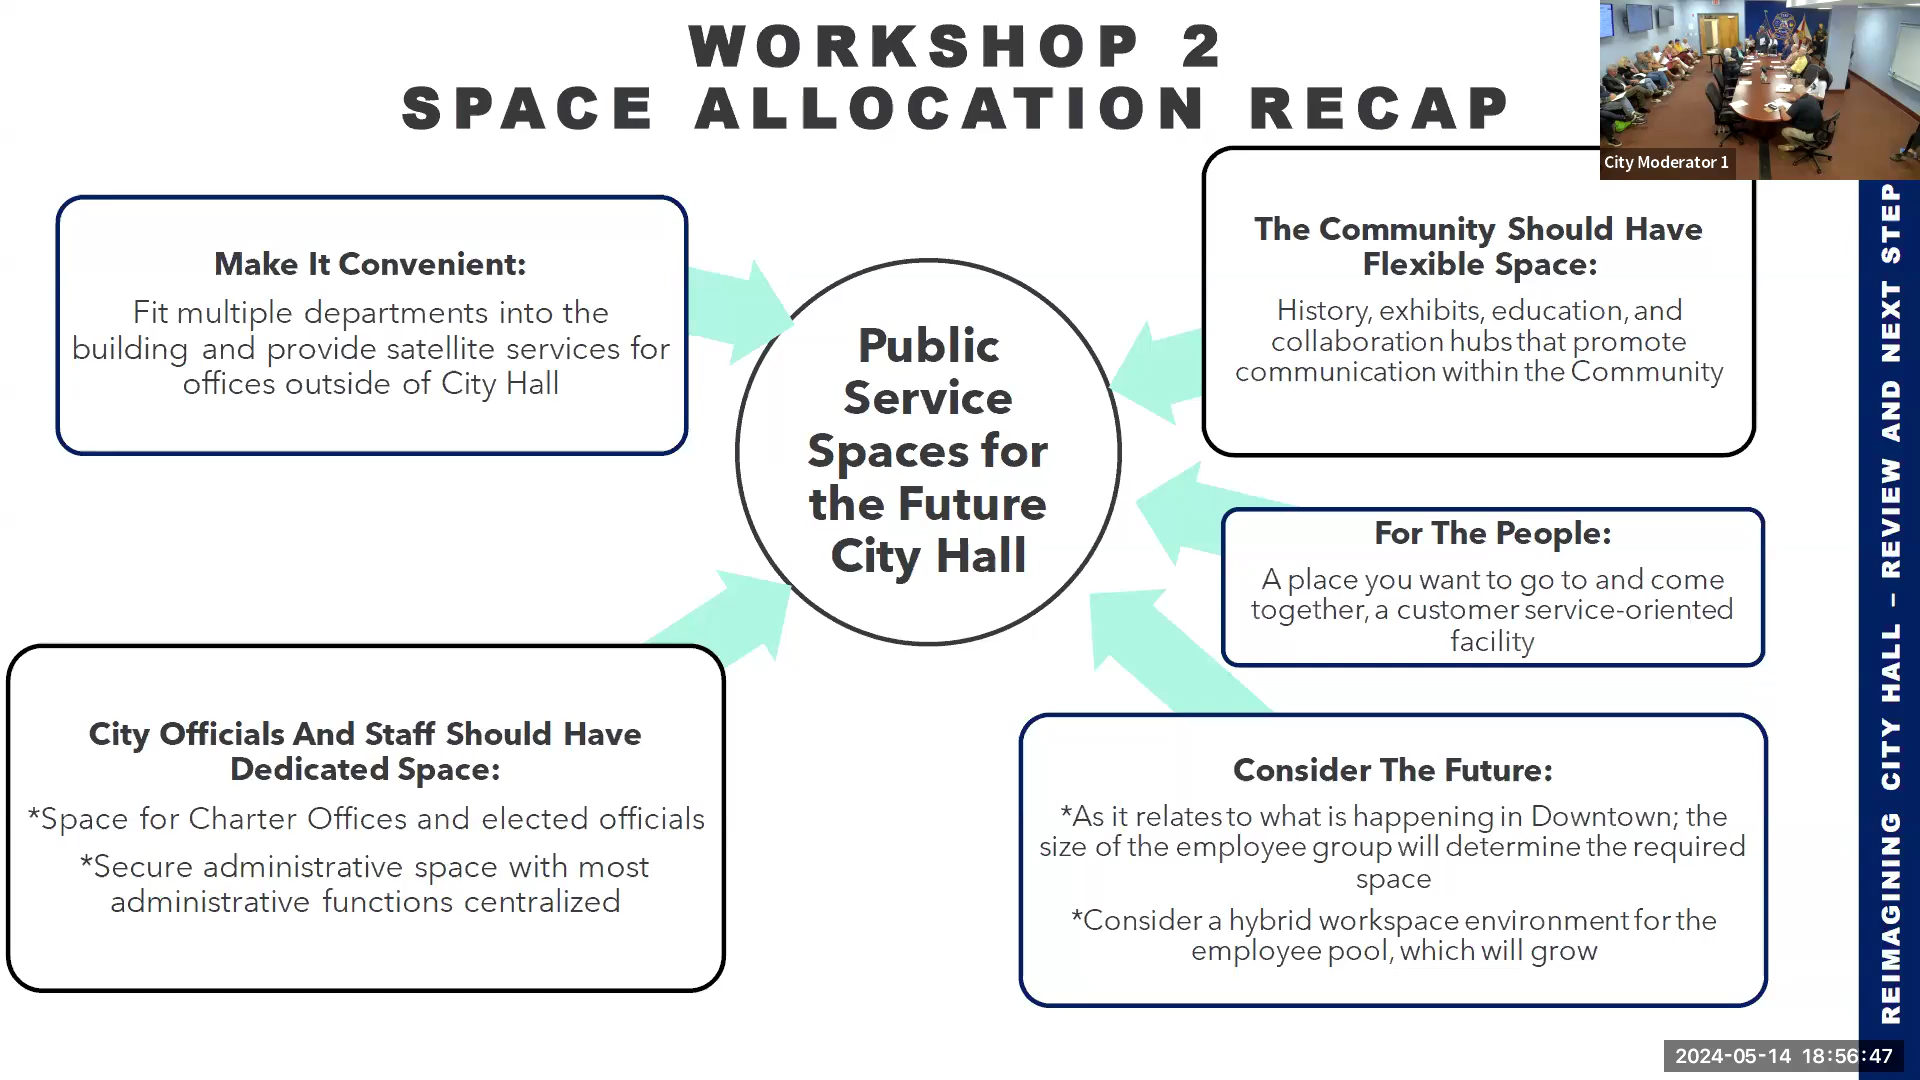 WORKSHOP 2
SPACE ALLOCATION RECAP
City Moderator 1
Make It Convenient:
Fit multiple departments into the
building and provide satellite services for
offices outside of City Hall
The Community Should Have
Flexible Space:
History, exhibits, education, and
collaboration hubs that promote
communication within the Community
Public
Service
Spaces for
the Future
City Hall
For The People:
A place you want to go to and come
together, a customer service-oriented
facility
City Officials And Staff Should Have
Dedicated Space:
*Space for Charter Offices and elected officials
*Secure administrative space with most
administrative functions centralized
Consider The Future:
*As it relates to what is happening in Downtown; the
size of the employee group will determine the required
space
*Consider a hybrid workspace environment for the
employee pool, which will grow
REIMAGINING CITY HALL – REVIEW AND NEXT STEP
2024-05-14 18:56:47